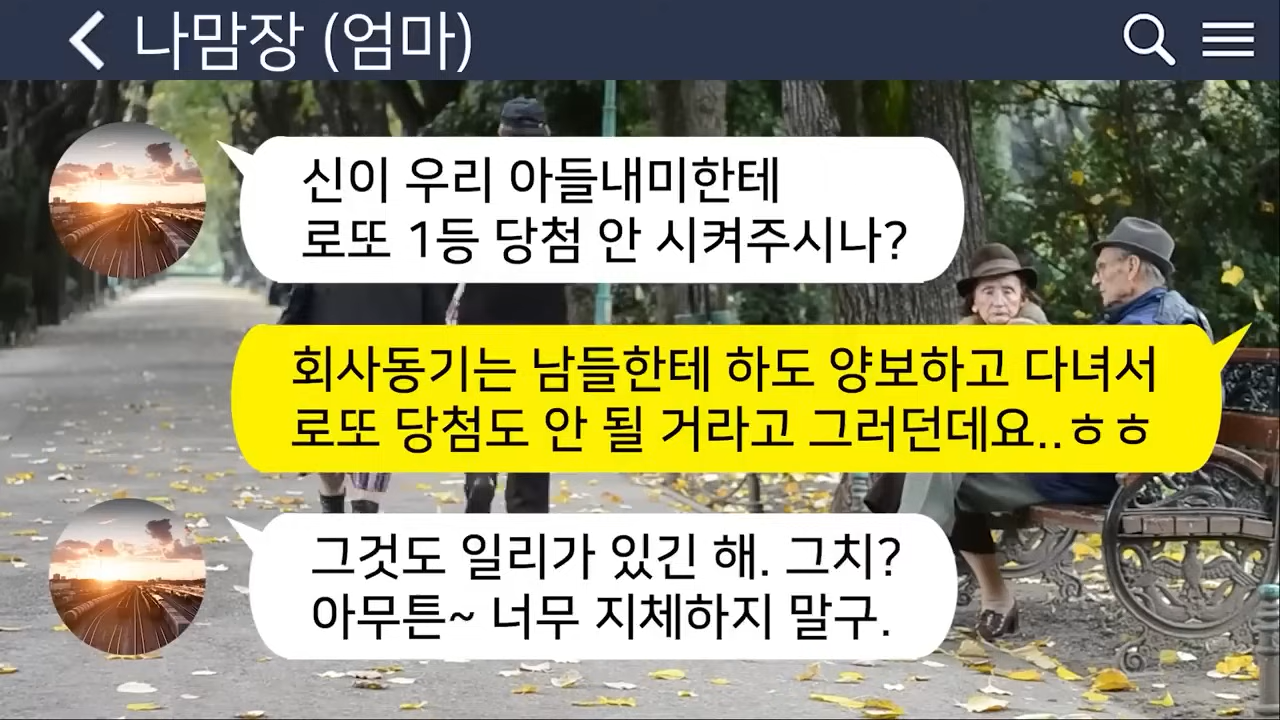 나맘장 (엄마)
신이 우리 아들내미한테
로또 1등 당첨 안 시켜주시나?
회사동기는 남들한테 하도 양보하고 다녀서
로또 당첨도 안 될 거라고 그러던데요..ㅎㅎ
그것도 일리가 있긴 해. 그치?
아무튼~ 너무 지체하지 말구.